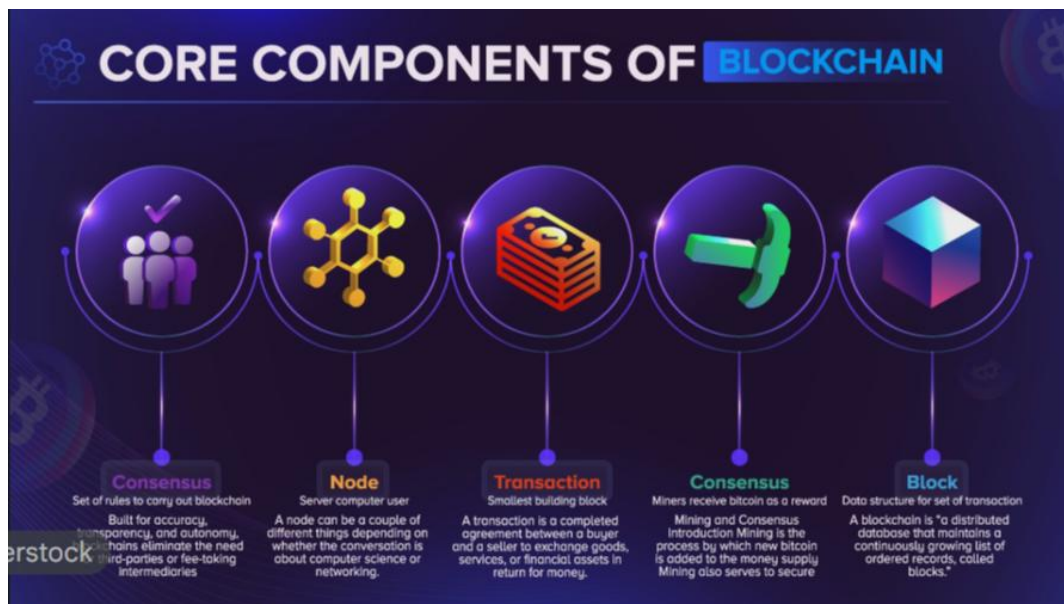 CORE COMPONENTS OF BLOCKCHAIN
Consensus
Set of rules to carry out blockchain
Built for accuracy,
transparency, and autonomy,
eliminate the need
third-parties or fee-taking
intermediaries
Node
Server computer user
A node can be a couple of
different things depending on
whether the conversation is
about computer science or
networking.
Transaction
Smallest building block
A transaction is a completed
agreement between a buyer
and a seller to exchange goods,
services, or financial assets in
return for money.
Consensus
Miners receive bitcoin as a reward
Mining and Consensus
Introduction Mining is the
process by which new bitcoin
is added to the money supply
Mining also serves to secure
Block
Data structure for set of transaction
A blockchain is "a distributed
database that maintains a
continuously growing list of
ordered records, called
blocks."
erstock